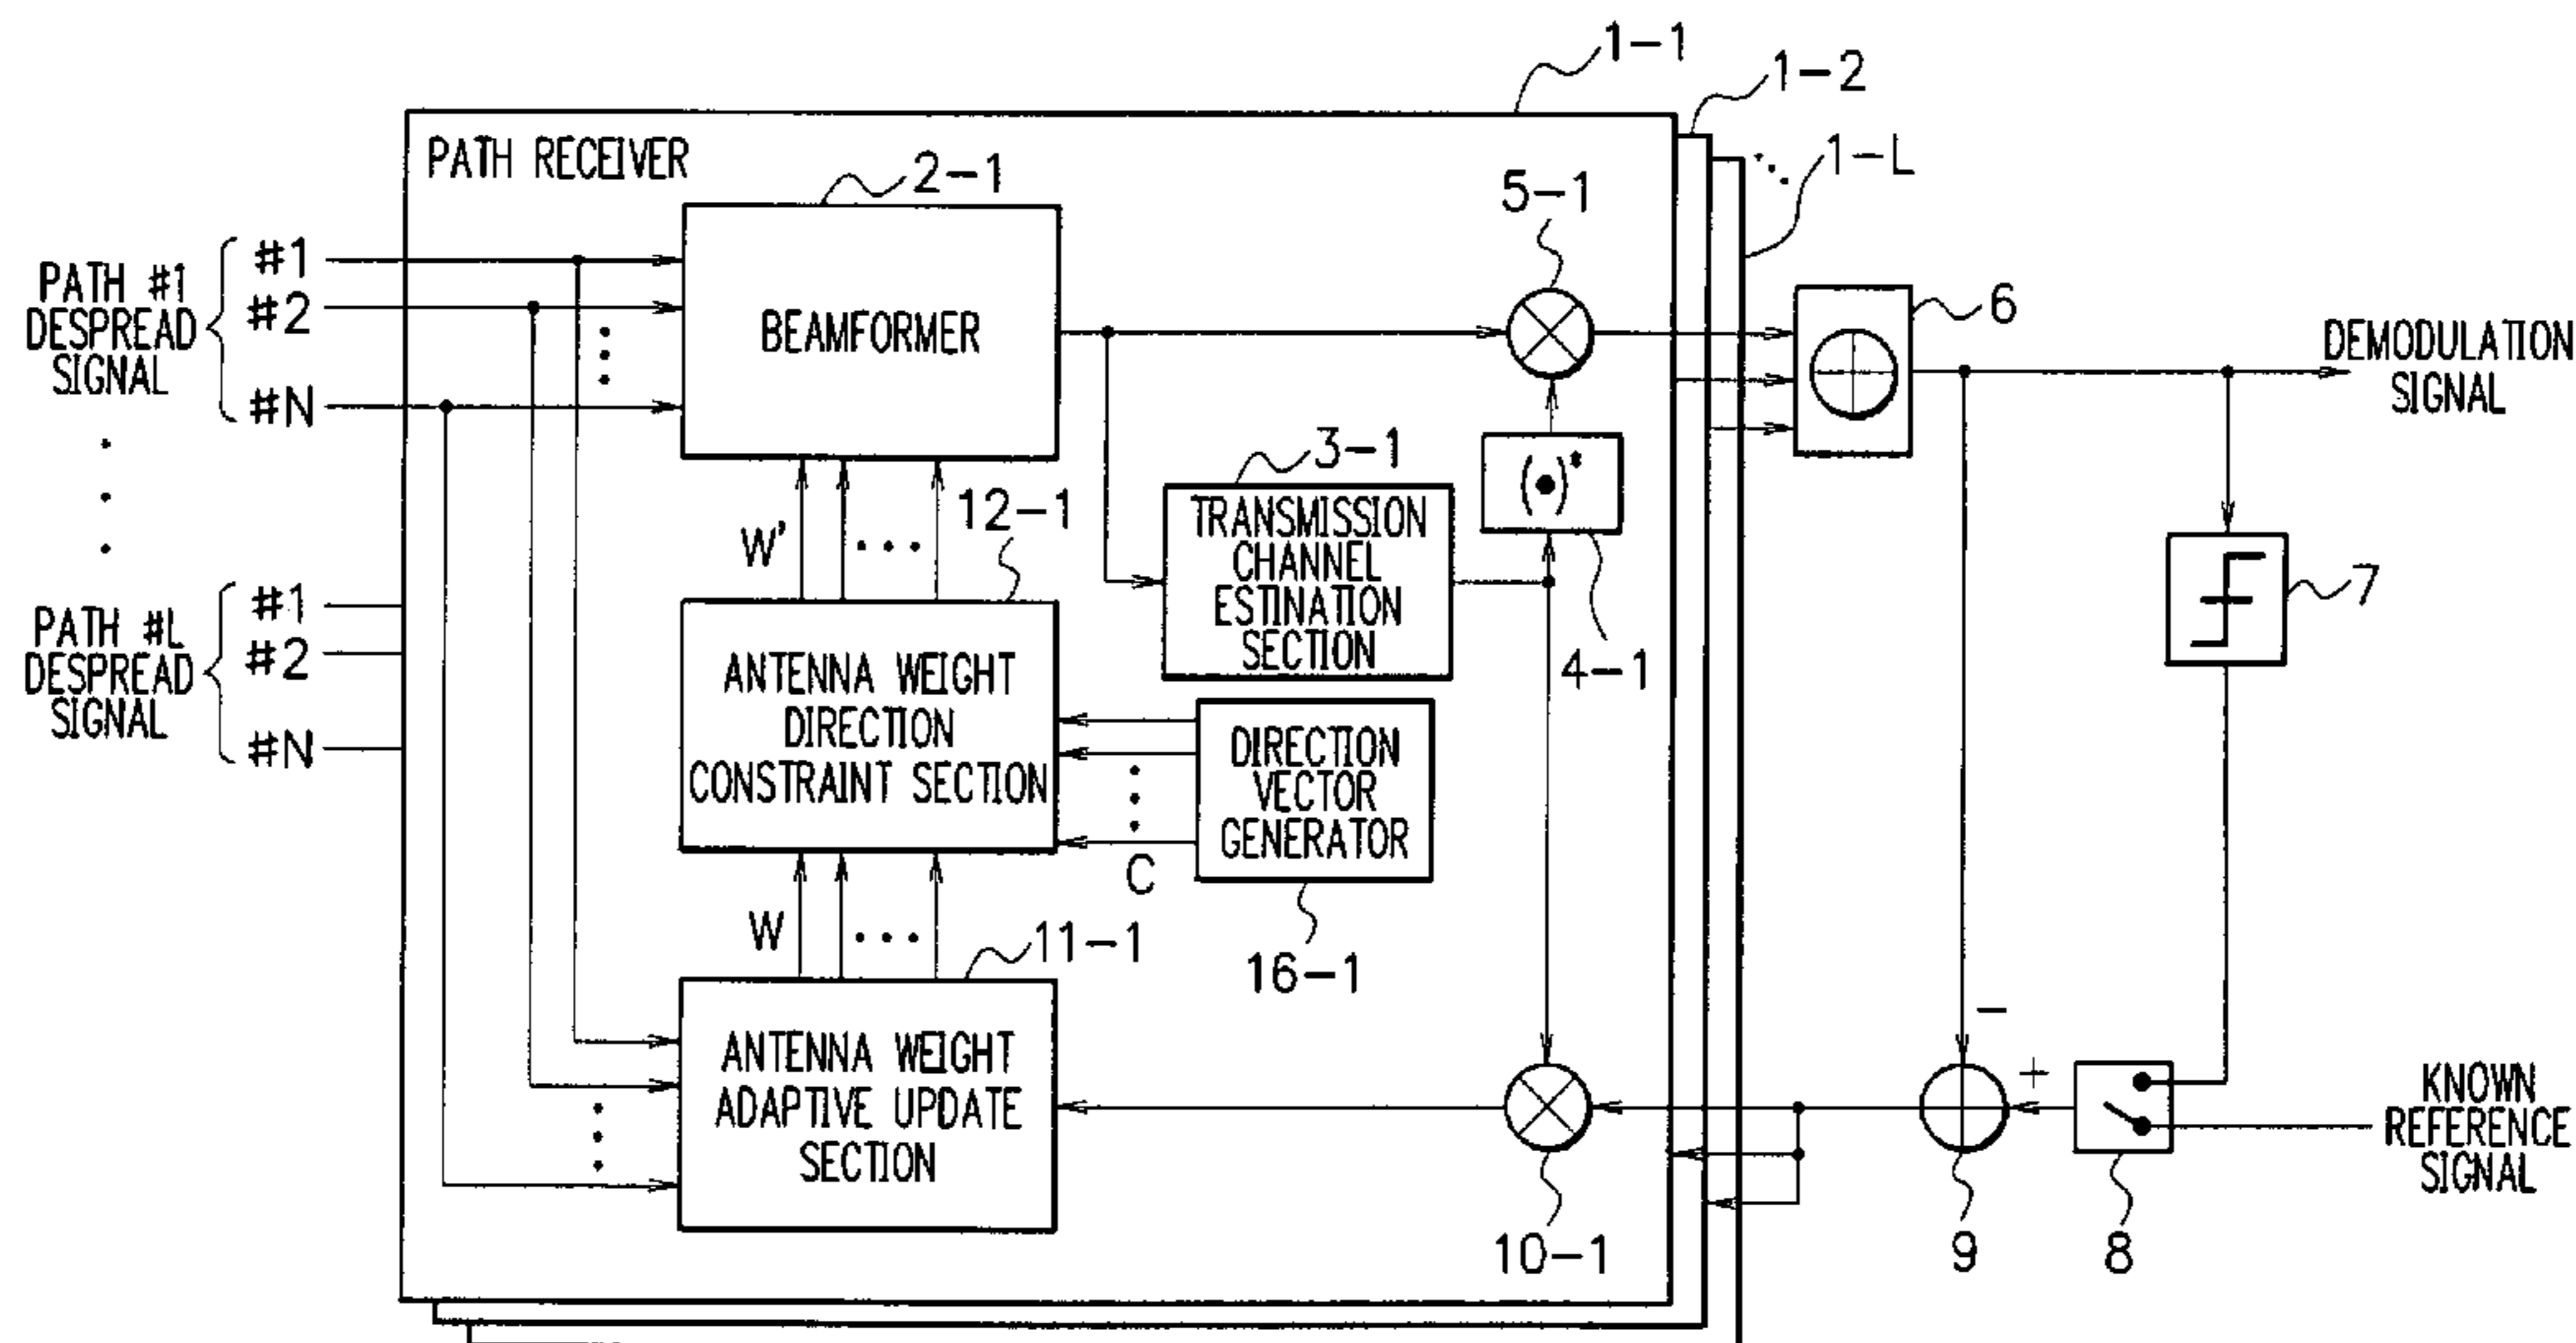 1-1
1-2
1-L
PATH RECEIVER
2-1
5-1
PATH #1
DESPREAD
SIGNAL
#1
#2
#N
BEAMFORMER
6
DEMODULATION
SIGNAL
3-1
(•)*
TRANSMISSION
CHANNEL
ESTINATION
SECTION
4-1
7
W'
12-1
PATH #L
DESPREAD
SIGNAL
#1
#2
#N
ANTENNA WEIGHT
DIRECTION
CONSTRAINT SECTION
DIRECTION
VECTOR
GENERATOR
C
16-1
W
11-1
ANTENNA WEIGHT
ADAPTIVE UPDATE
SECTION
10-1
−
+
9
8
KNOWN
REFERENCE
SIGNAL